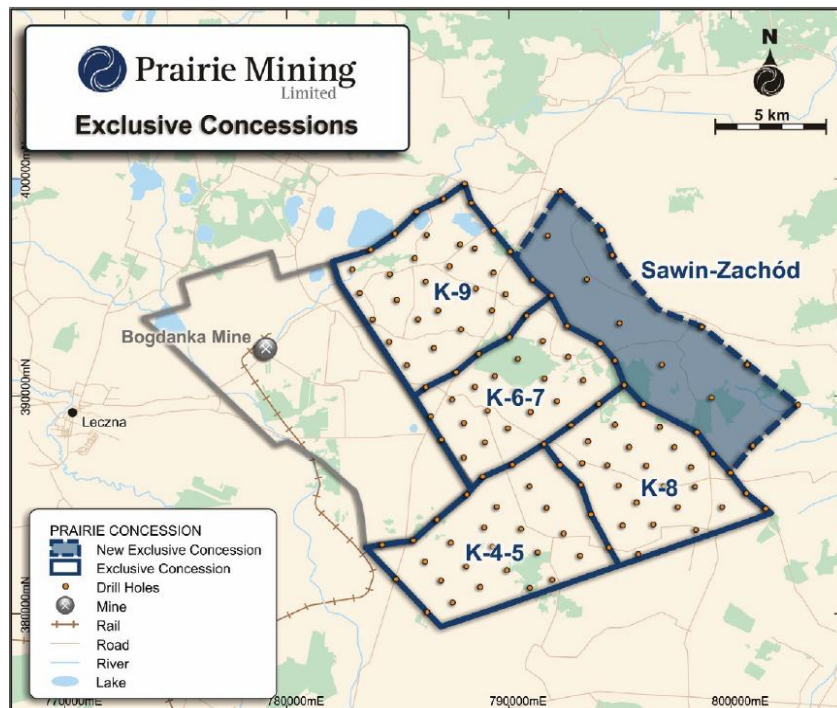 Prairie Mining
Limited
Exclusive Concessions
N
5 km
400000mN
Sawin-Zachód
K-9
Bogdanka Mine
390000mN
K-6-7
Leczna
K-8
K-4-5
PRAIRIE CONCESSION
New Exclusive Concession
Exclusive Concession
Drill Holes
Mine
Rail
Road
River
Lake
380000mN
770000mE
780000mE
790000mE
800000mE